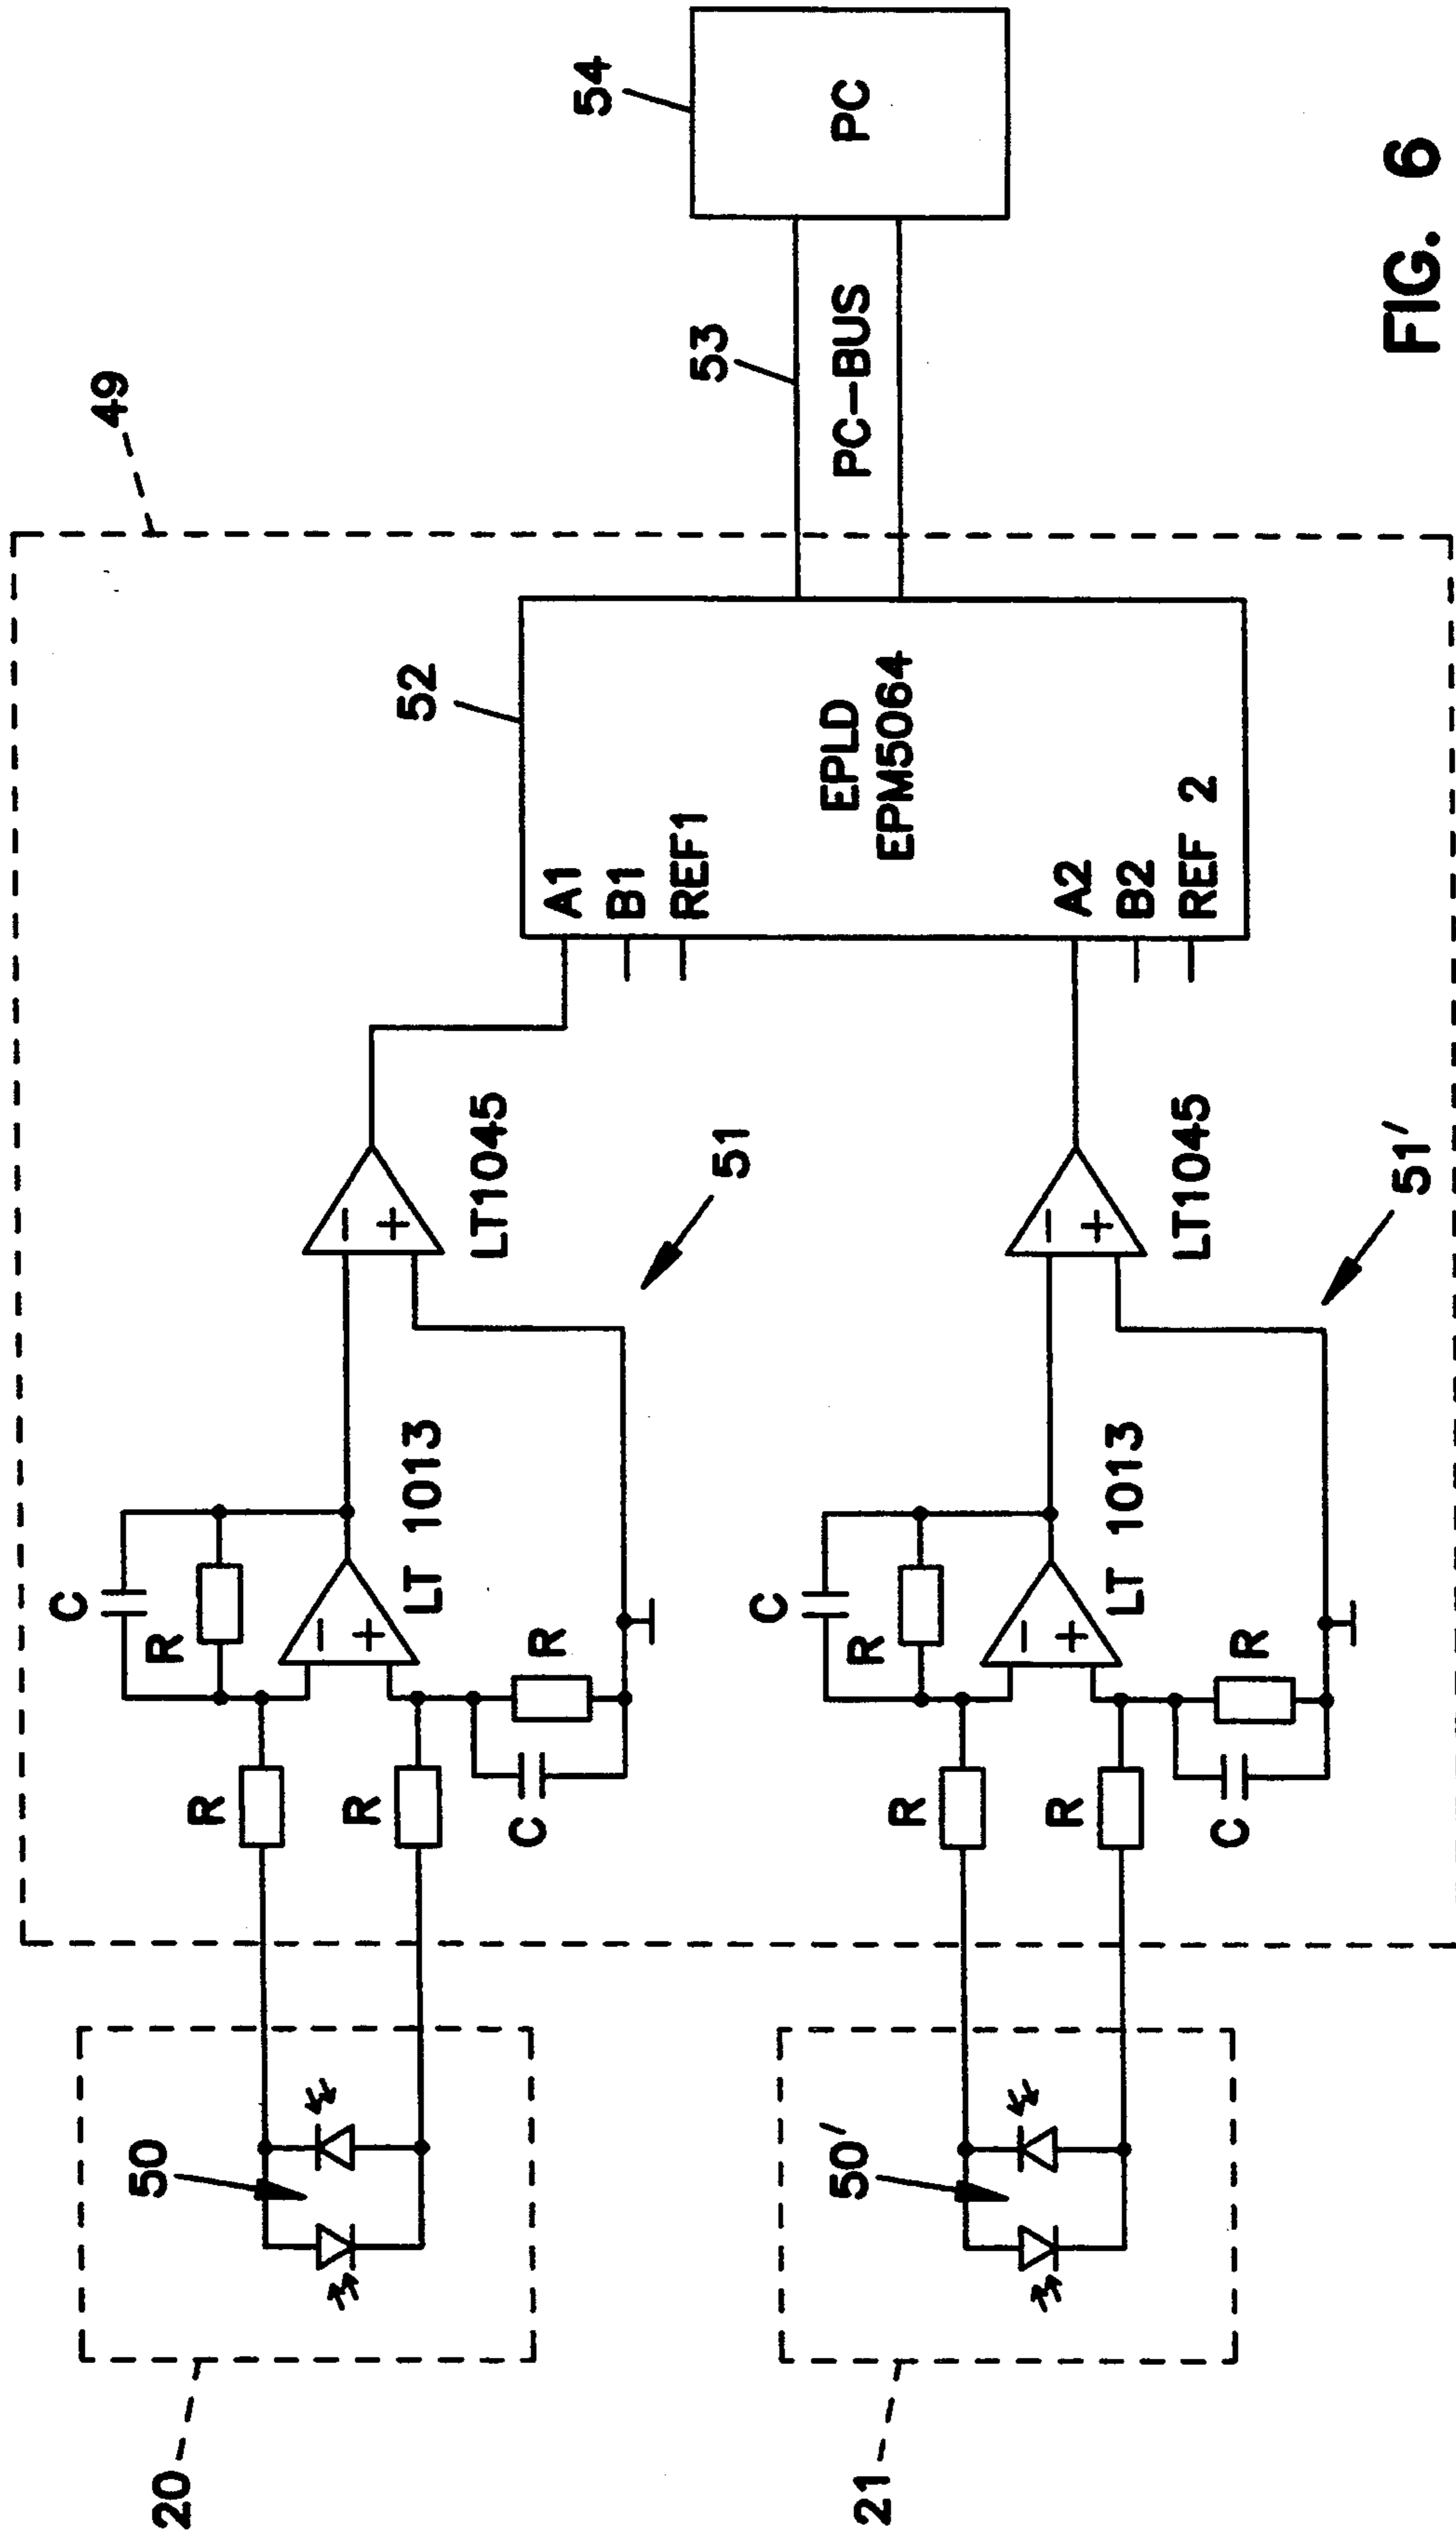 49
54
52
53
PC
PC-BUS
EPLD
EPM5064
A1
B1
REF1
A2
B2
REF 2
C
R
LT 1013
LT1045
51
R
R
R
C
20
50
C
R
LT 1013
LT1045
51'
R
R
R
C
21
50'
- +
- +
- +
- +
FIG. 6